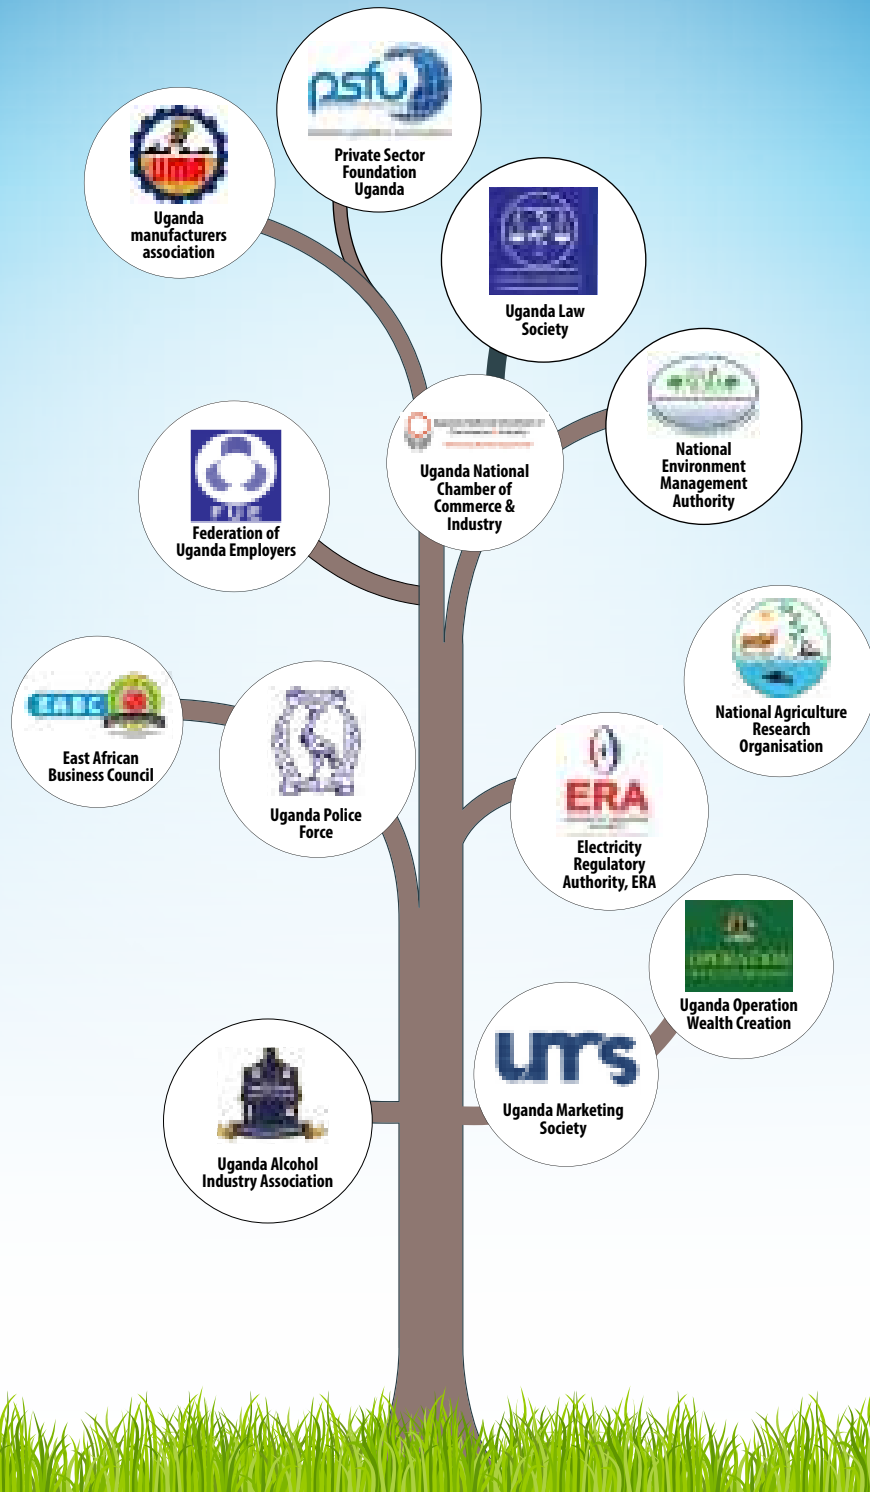 psfu
Private Sector
Foundation
Uganda
UMA
Uganda
manufacturers
association
Uganda Law
Society
National
Environment
Management
Authority
Uganda National
Chamber of
Commerce &
Industry
FUE
Federation of
Uganda Employers
National Agriculture
Research
Organisation
EABC
East African
Business Council
Uganda Police
Force
ERA
Electricity
Regulatory
Authority, ERA
OPERATION
Uganda Operation
Wealth Creation
ums
Uganda Marketing
Society
Uganda Alcohol
Industry Association